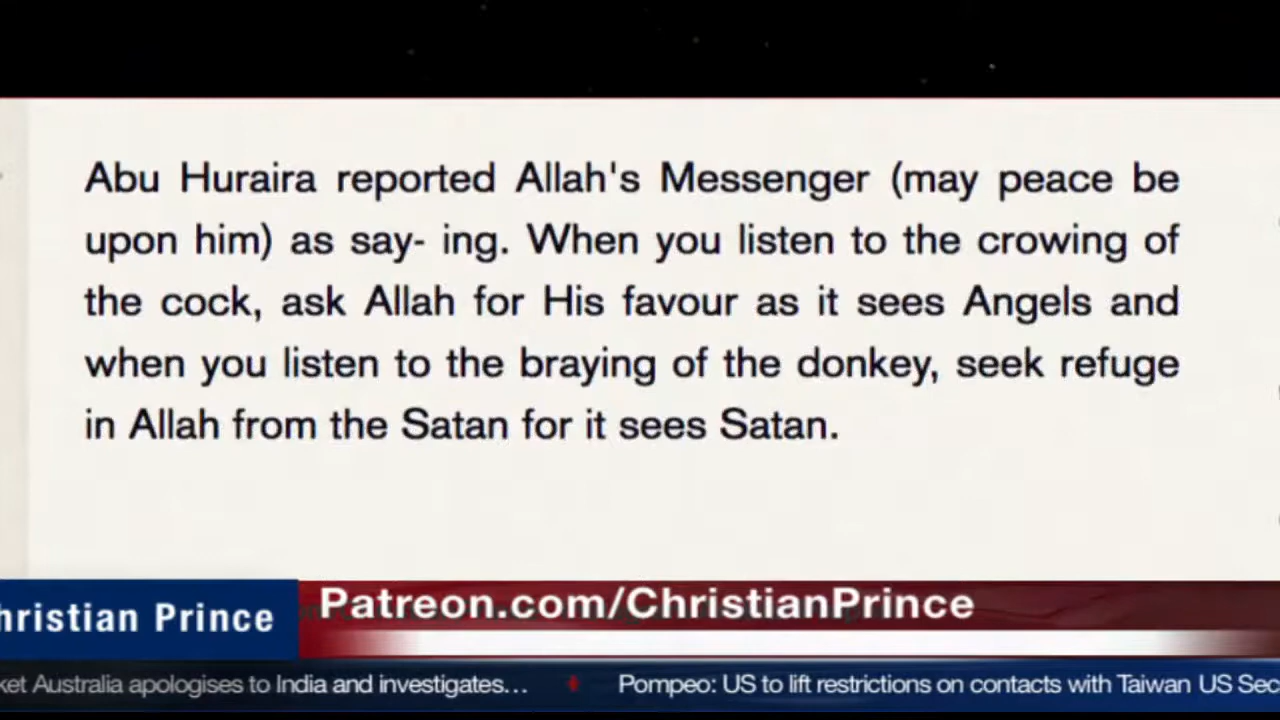 Abu Huraira reported Allah's Messenger (may peace be
upon him) as say- ing. When you listen to the crowing of
the cock, ask Allah for His favour as it sees Angels and
when you listen to the braying of the donkey, seek refuge
in Allah from the Satan for it sees Satan.
hristian Prince
Patreon.com/ChristianPrince
ket Australia apologises to India and investigates... Pompeo: US to lift restrictions on contacts with Taiwan US Sec